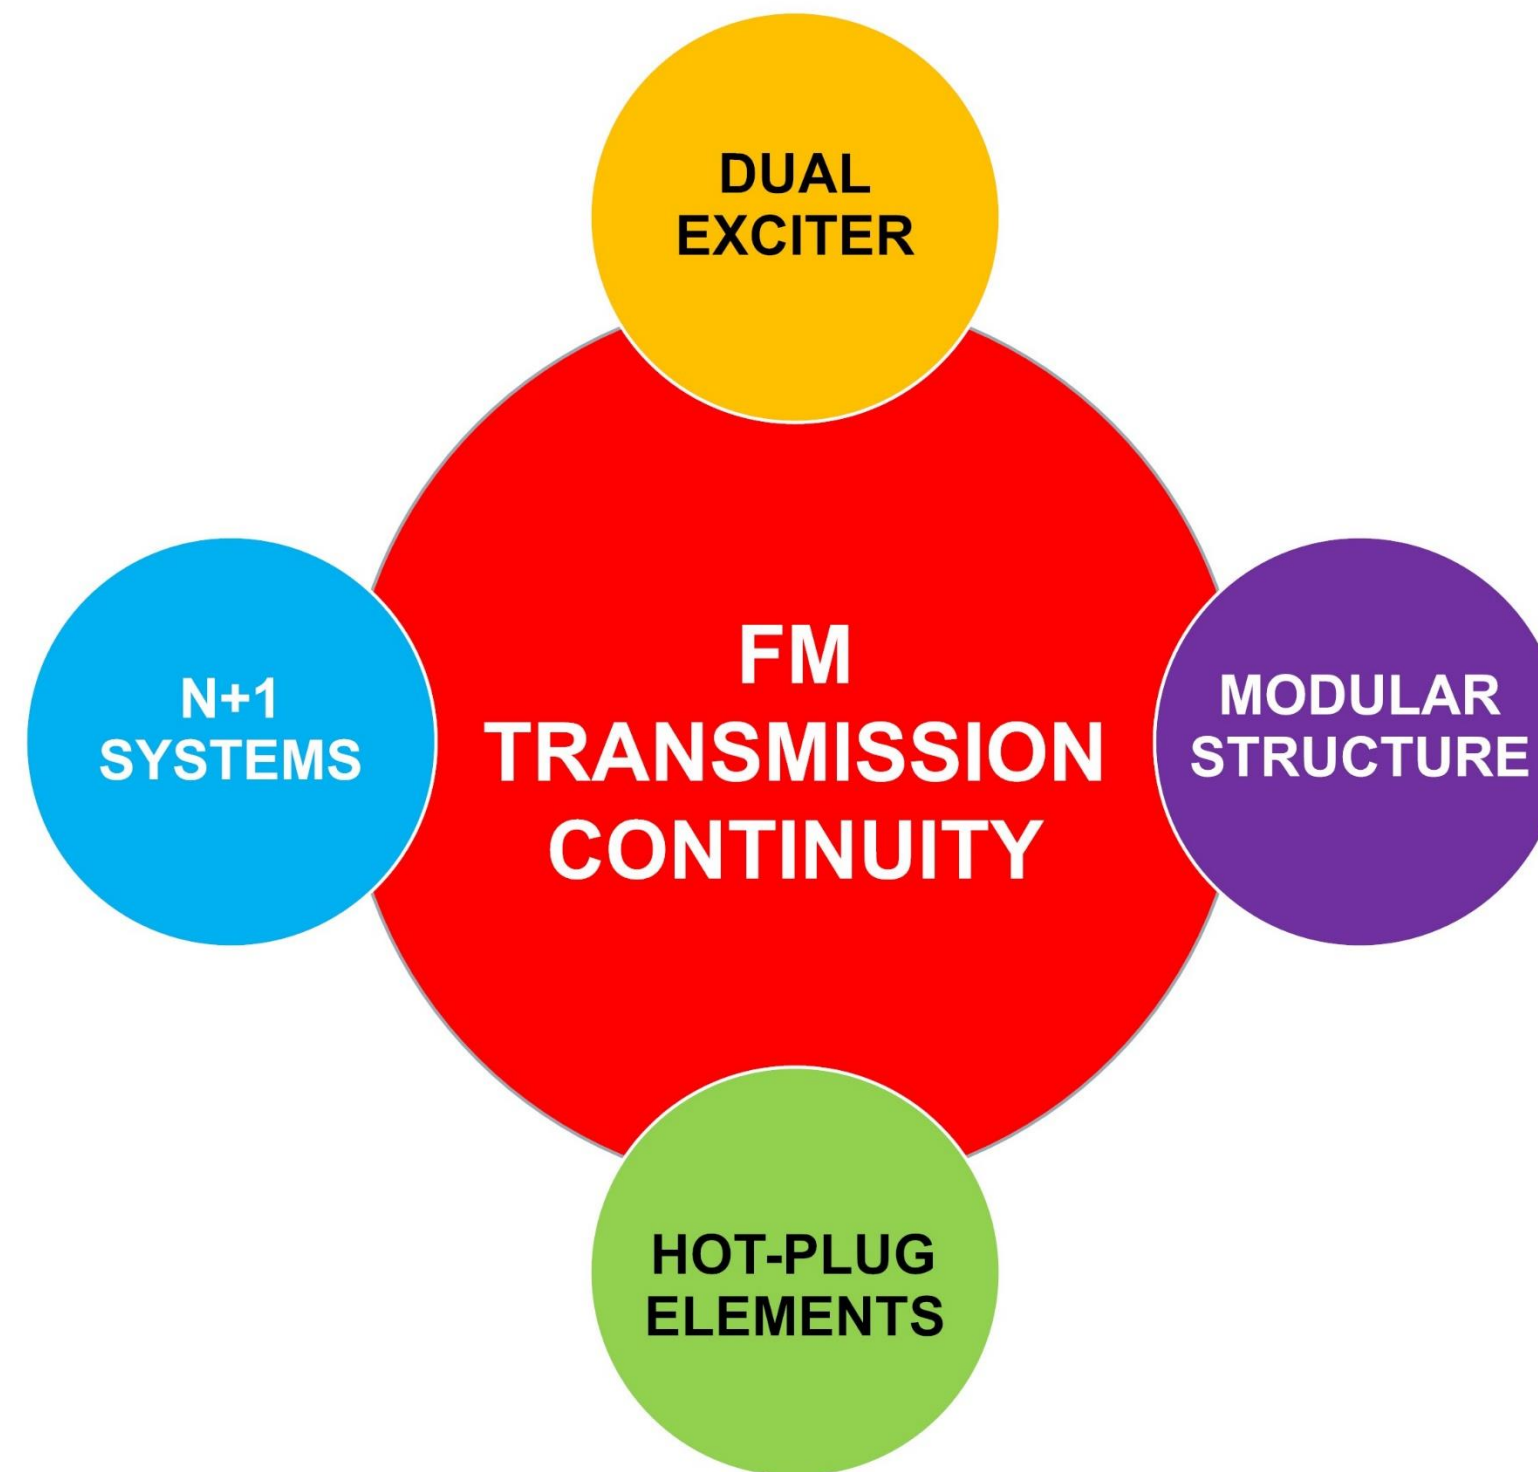 DUAL
EXCITER
N+1
SYSTEMS
FM
TRANSMISSION
CONTINUITY
MODULAR
STRUCTURE
HOT-PLUG
ELEMENTS